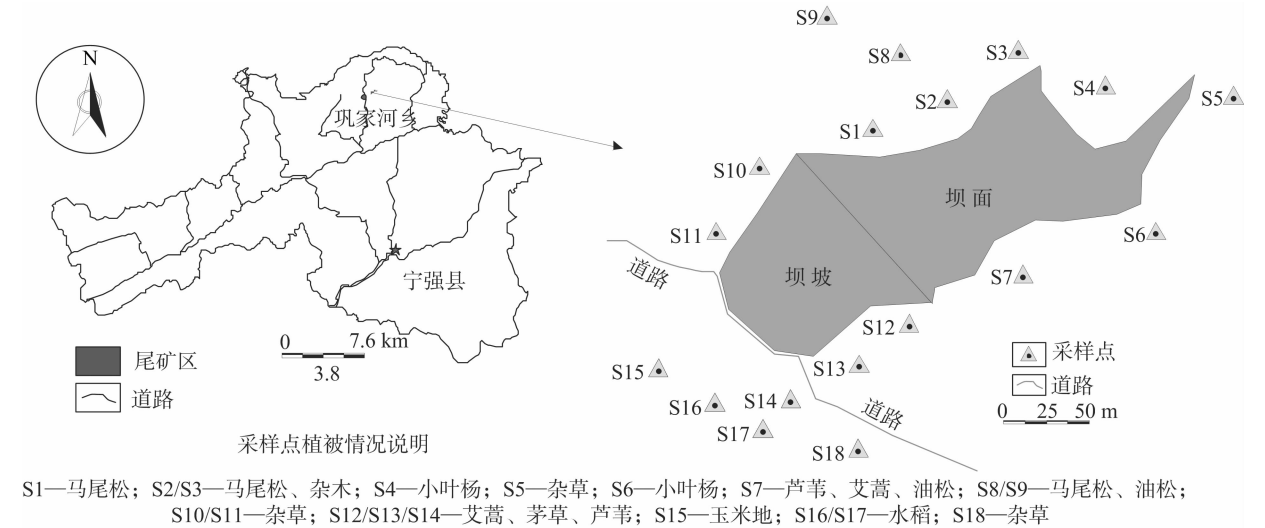 N
巩家河乡
宁强县
0 7.6 km
3.8
尾矿区
道路
采样点植被情况说明
S9
S8
S3
S2
S4
S5
S1
S10
坝面
S11
S6
道路
坝坡
S7
S12
采样点
S13
道路
S15
0 25 50 m
S16
S14
道路
S17
S18
S1—马尾松；S2/S3—马尾松、杂木；S4—小叶杨；S5—杂草；S6—小叶杨；S7—芦苇、艾蒿、油松；S8/S9—马尾松、油松；
S10/S11—杂草；S12/S13/S14—艾蒿、茅草、芦苇；S15—玉米地；S16/S17—水稻；S18—杂草